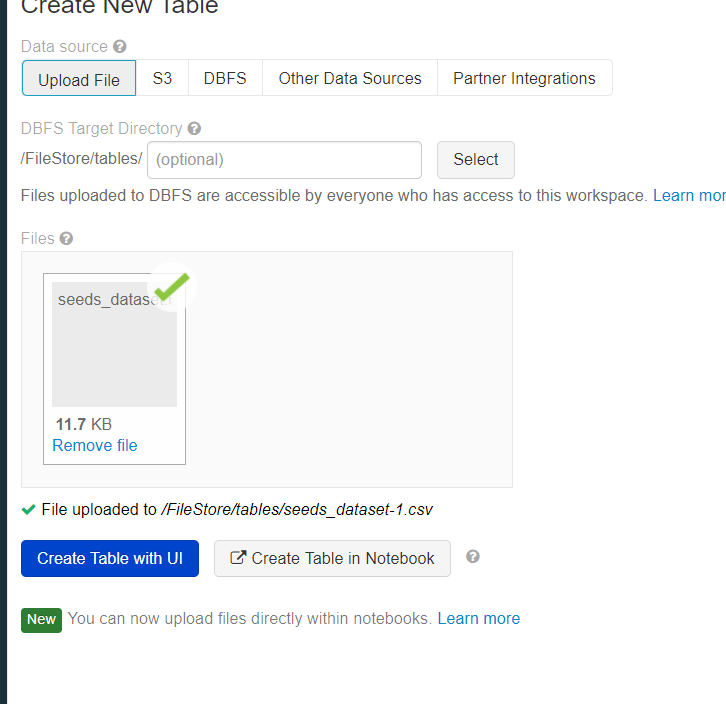 Create New Table
Data source
Upload File S3 DBFS Other Data Sources Partner Integrations
DBFS Target Directory
/FileStore/tables/ (optional) Select
Files uploaded to DBFS are accessible by everyone who has access to this workspace. Learn mor
Files
seeds_dataset
11.7 KB
Remove file
File uploaded to /FileStore/tables/seeds_dataset-1.csv
Create Table with UI Create Table in Notebook
New You can now upload files directly within notebooks. Learn more